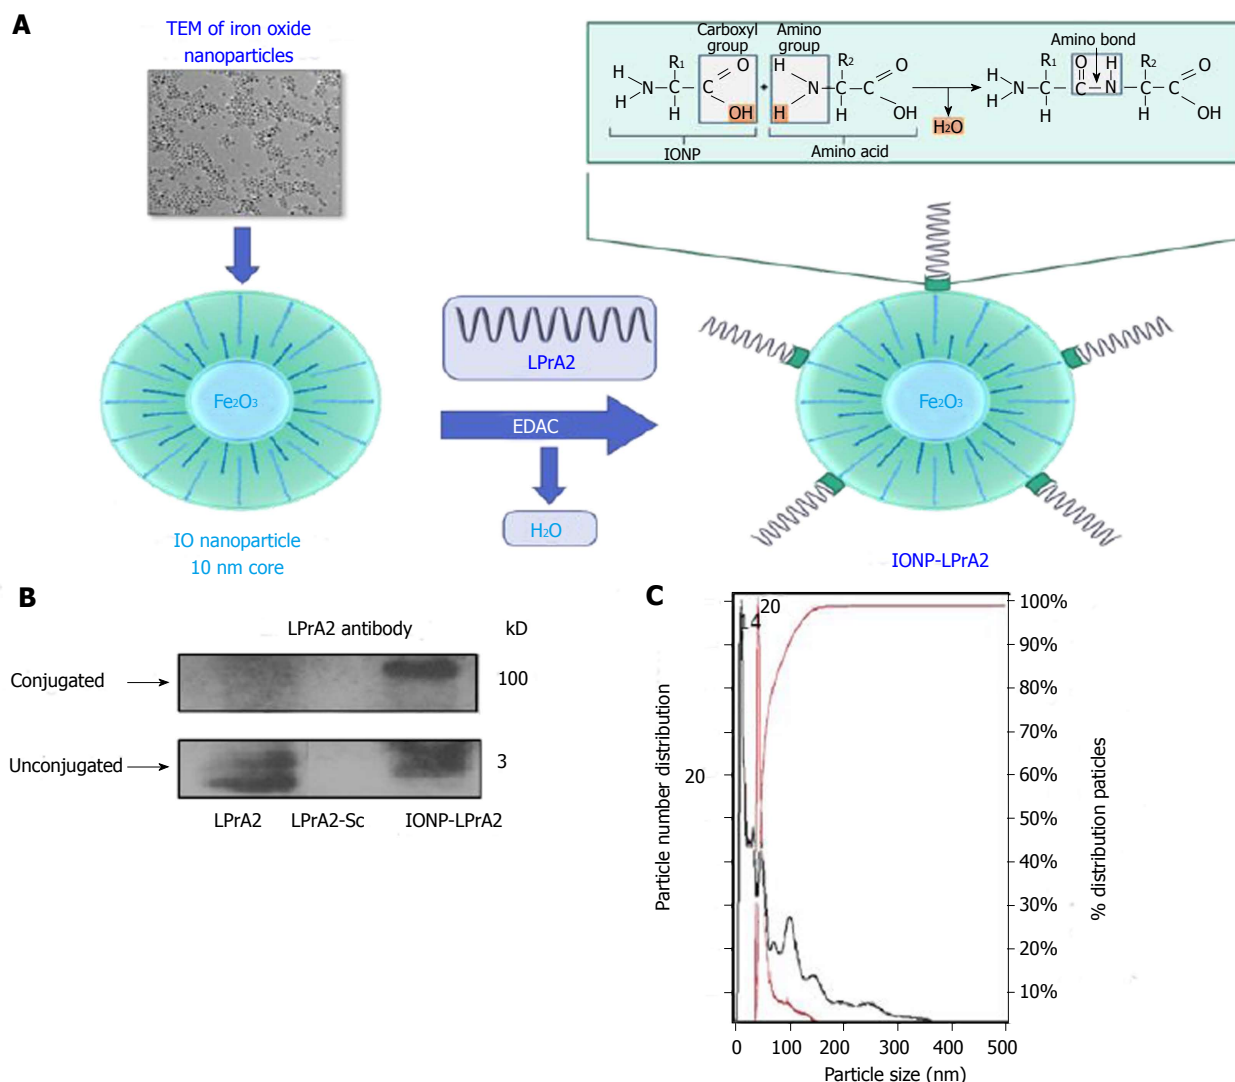 A
TEM of iron oxide
nanoparticles
Carboxyl
group
Amino
group
Amino bond
H
H
N
R1
C
H
C
O
OH
+
H
H
N
R2
C
H
C
O
OH
H2O
H
H
N
R1
C
H
O
C
H
N
R2
C
H
C
O
OH
IONP
Amino acid
Fe2O3
LPrA2
EDAC
H2O
Fe2O3
IO nanoparticle
10 nm core
IONP-LPrA2
B
LPrA2 antibody
kD
Conjugated
100
Unconjugated
3
LPrA2
LPrA2-Sc
IONP-LPrA2
C
20
14
Particle number distribution
20
100%
90%
80%
70%
60%
50%
40%
30%
20%
10%
% distribution paticles
0
100
200
300
400
500
Particle size (nm)